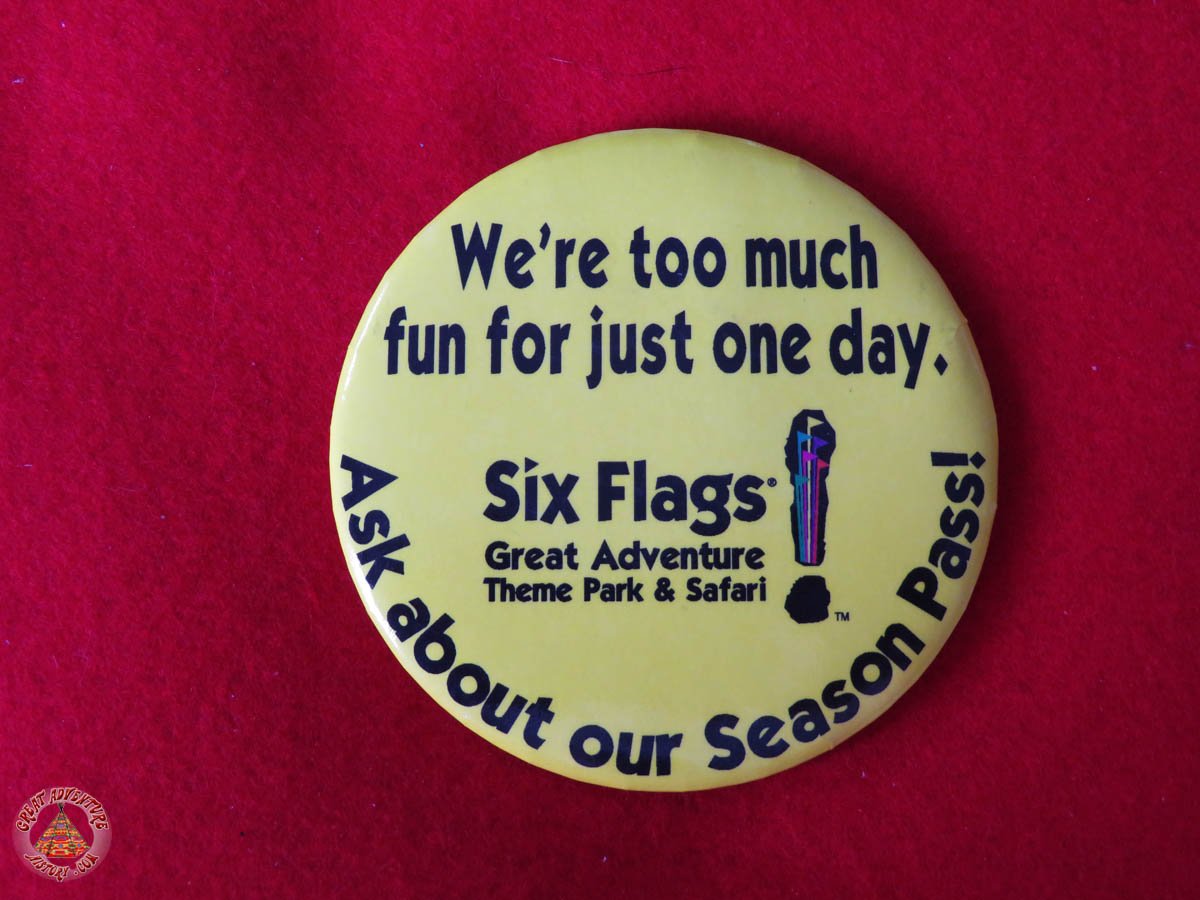 We're too much
fun for just one day.
Six Flags®
Great Adventure
Theme Park & Safari
TM
Ask about our Season Pass!
GREAT ADVENTURE
HISTORY.COM